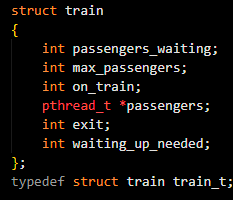 struct train
{
    int passengers_waiting;
    int max_passengers;
    int on_train;
    pthread_t *passengers;
    int exit;
    int waiting_up_needed;
};
typedef struct train train_t;